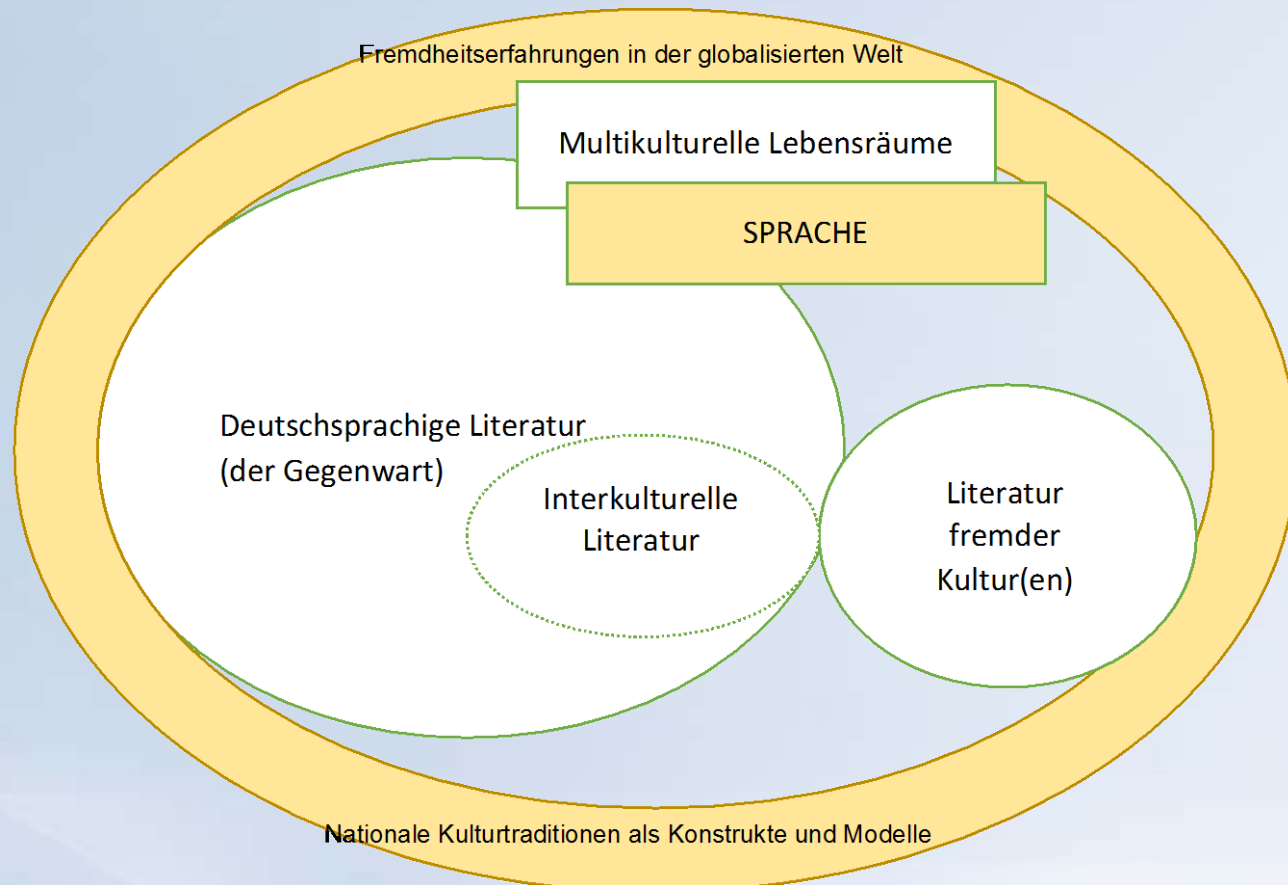 Fremdheitserfahrungen in der globalisierten Welt
Multikulturelle Lebensräume
SPRACHE
Deutschsprachige Literatur
(der Gegenwart)
Interkulturelle
Literatur
Literatur
fremder
Kultur(en)
Nationale Kulturtraditionen als Konstrukte und Modelle